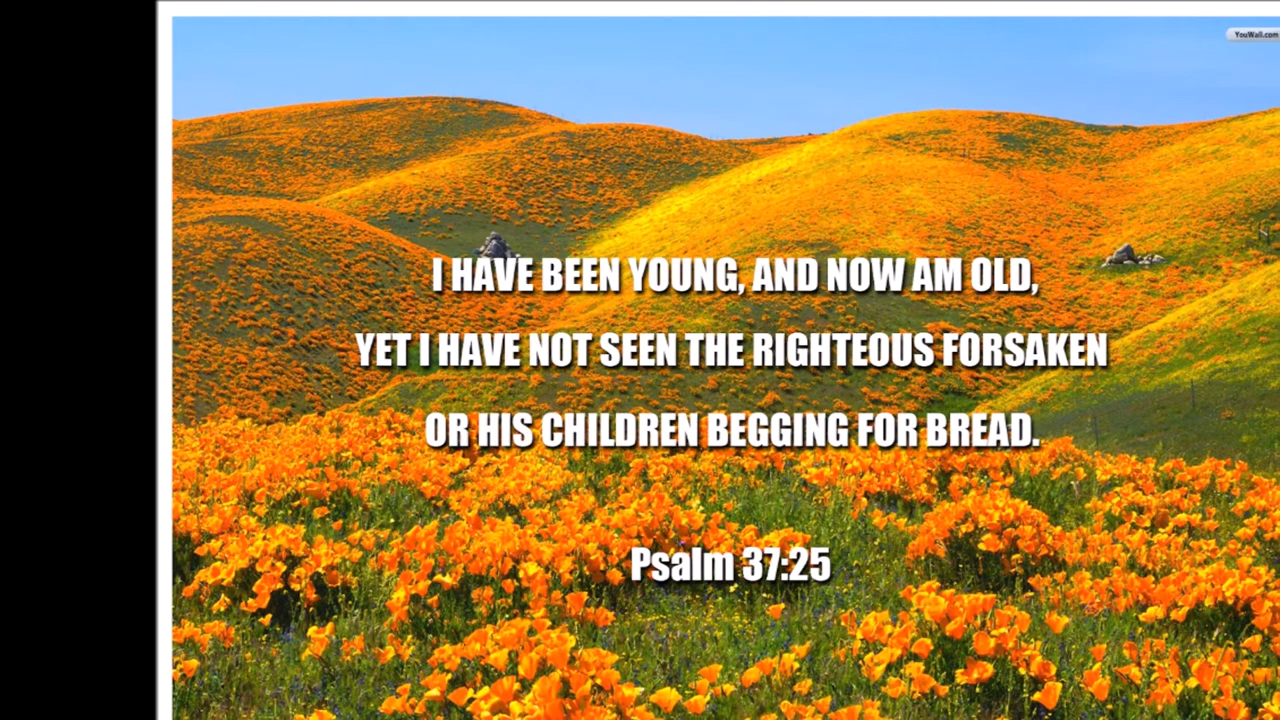 YouWall.com
I HAVE BEEN YOUNG, AND NOW AM OLD,
YET I HAVE NOT SEEN THE RIGHTEOUS FORSAKEN
OR HIS CHILDREN BEGGING FOR BREAD.
Psalm 37:25